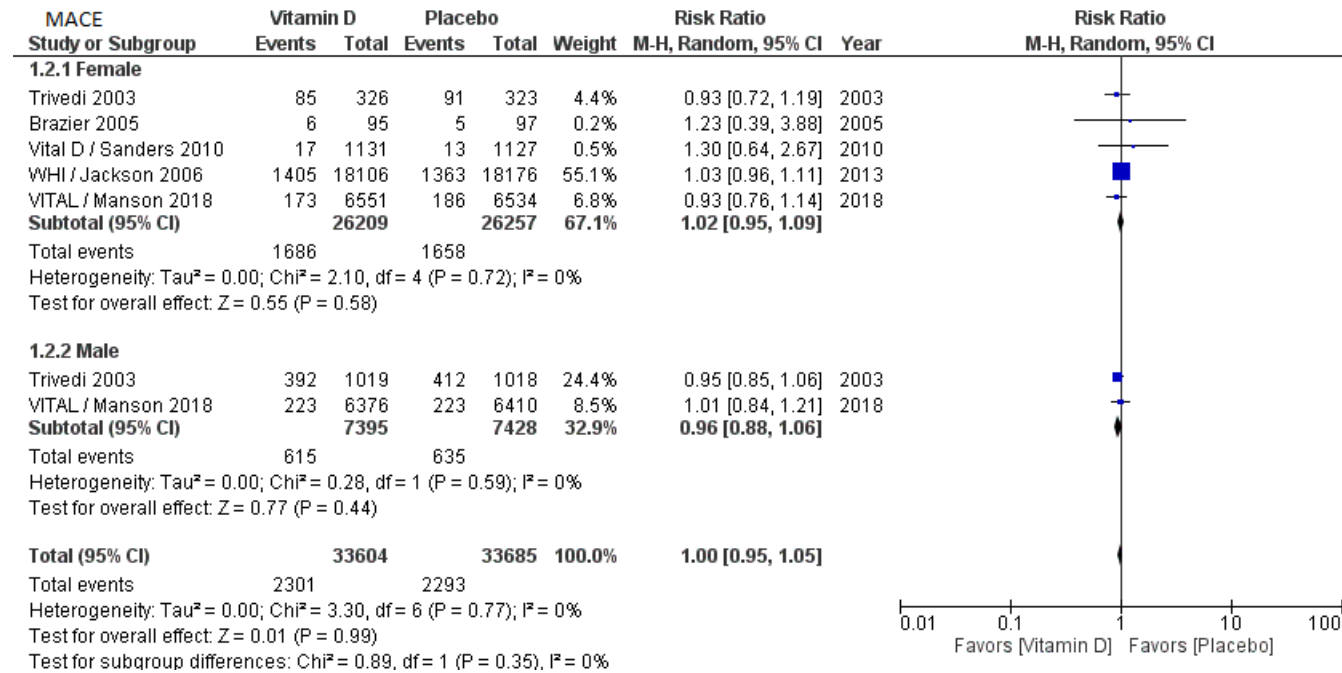 MACE Vitamin D Placebo Risk Ratio Risk Ratio
Study or Subgroup Events Total Events Total Weight M-H, Random, 95% CI Year M-H, Random, 95% CI
1.2.1 Female
Trivedi 2003 85 326 91 323 4.4% 0.93 [0.72, 1.19] 2003
Brazier 2005 6 95 5 97 0.2% 1.23 [0.39, 3.88] 2005
Vital D / Sanders 2010 17 1131 13 1127 0.5% 1.30 [0.64, 2.67] 2010
WHI / Jackson 2006 1405 18106 1363 18176 55.1% 1.03 [0.96, 1.11] 2013
VITAL / Manson 2018 173 6551 186 6534 6.8% 0.93 [0.76, 1.14] 2018
Subtotal (95% CI) 26209 26257 67.1% 1.02 [0.95, 1.09]
Total events 1686 1658
Heterogeneity: Tau² = 0.00; Chi² = 2.10, df = 4 (P = 0.72); I² = 0%
Test for overall effect: Z = 0.55 (P = 0.58)
1.2.2 Male
Trivedi 2003 392 1019 412 1018 24.4% 0.95 [0.85, 1.06] 2003
VITAL / Manson 2018 223 6376 223 6410 8.5% 1.01 [0.84, 1.21] 2018
Subtotal (95% CI) 7395 7428 32.9% 0.96 [0.88, 1.06]
Total events 615 635
Heterogeneity: Tau² = 0.00; Chi² = 0.28, df = 1 (P = 0.59); I² = 0%
Test for overall effect: Z = 0.77 (P = 0.44)
Total (95% CI) 33604 33685 100.0% 1.00 [0.95, 1.05]
Total events 2301 2293
Heterogeneity: Tau² = 0.00; Chi² = 3.30, df = 6 (P = 0.77); I² = 0%
Test for overall effect: Z = 0.01 (P = 0.99)
Test for subgroup differences: Chi² = 0.89, df = 1 (P = 0.35), I² = 0%
0.01 0.1 1 10 100
Favors [Vitamin D] Favors [Placebo]